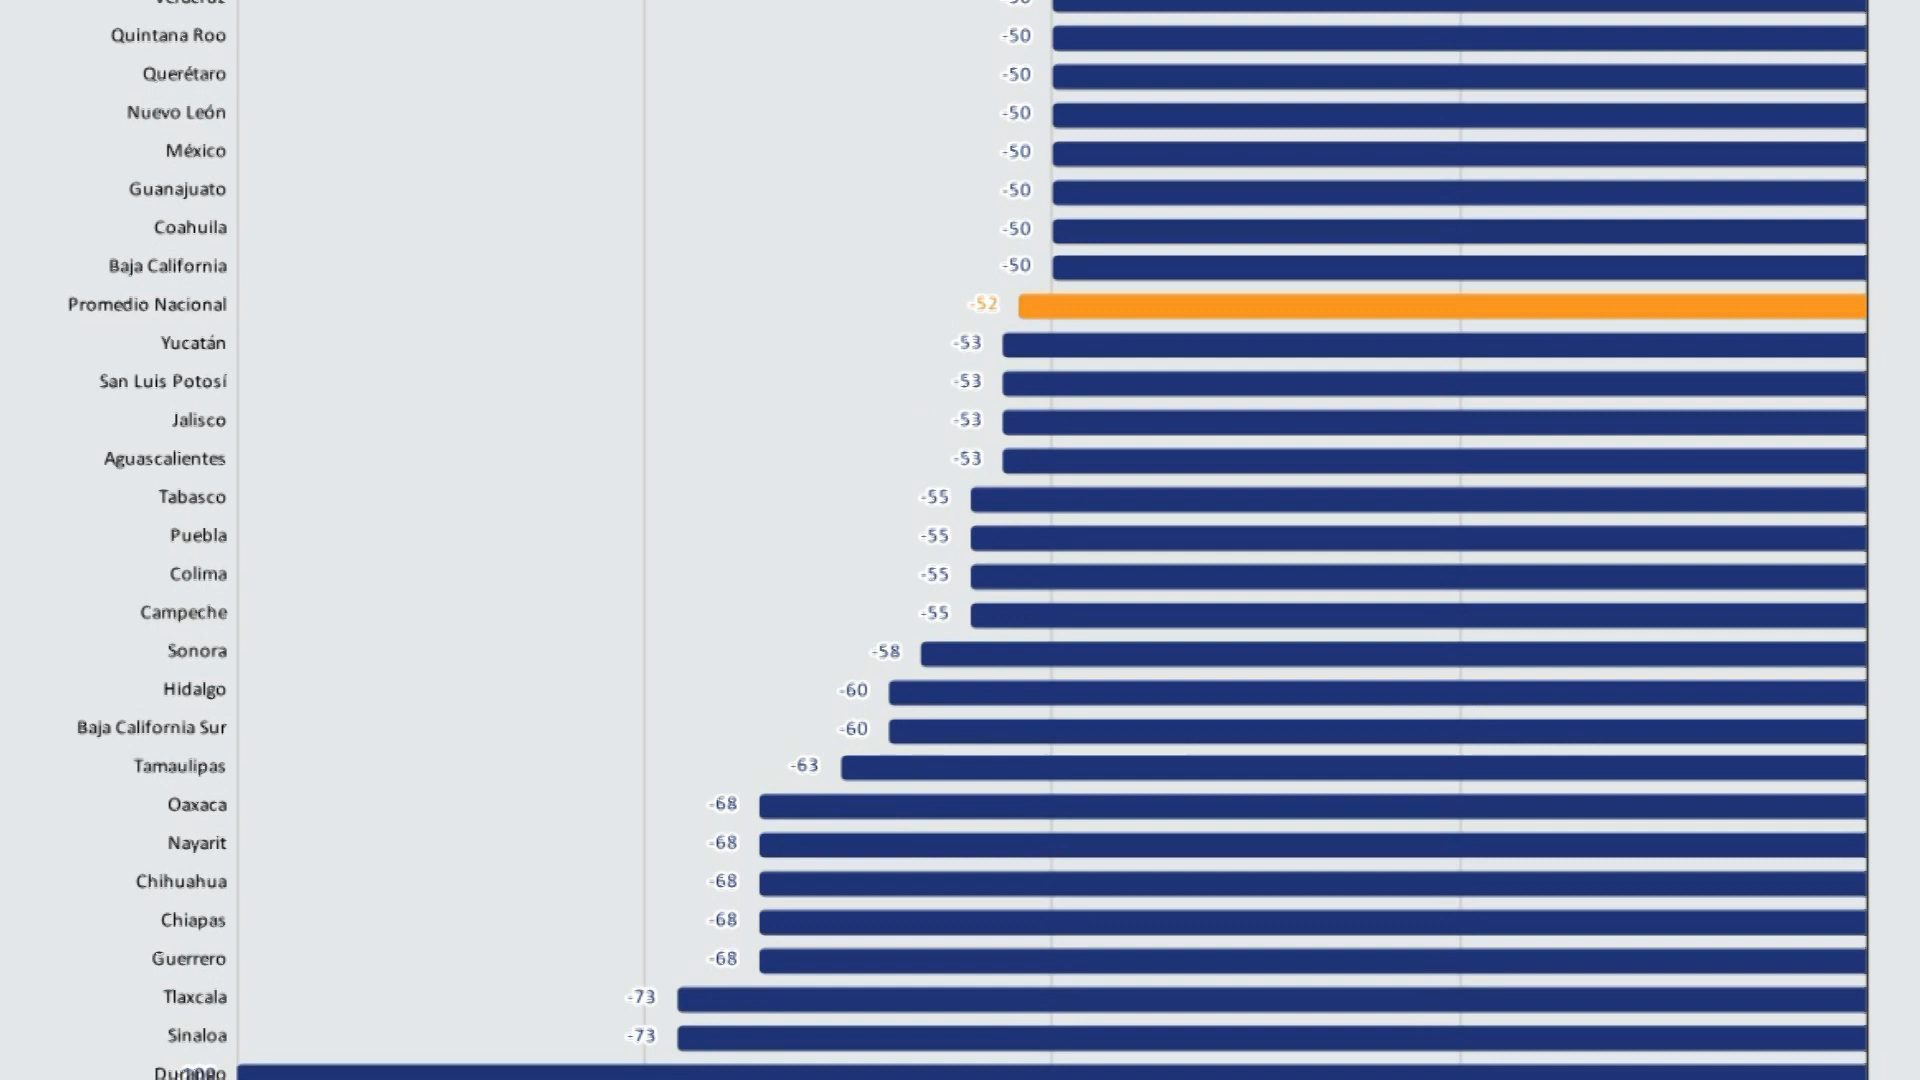 Veracruz -50
Quintana Roo -50
Querétaro -50
Nuevo León -50
México -50
Guanajuato -50
Coahuila -50
Baja California -50
Promedio Nacional -52
Yucatán -53
San Luis Potosí -53
Jalisco -53
Aguascalientes -53
Tabasco -55
Puebla -55
Colima -55
Campeche -55
Sonora -58
Hidalgo -60
Baja California Sur -60
Tamaulipas -63
Oaxaca -68
Nayarit -68
Chihuahua -68
Chiapas -68
Guerrero -68
Tlaxcala -73
Sinaloa -73
Durango